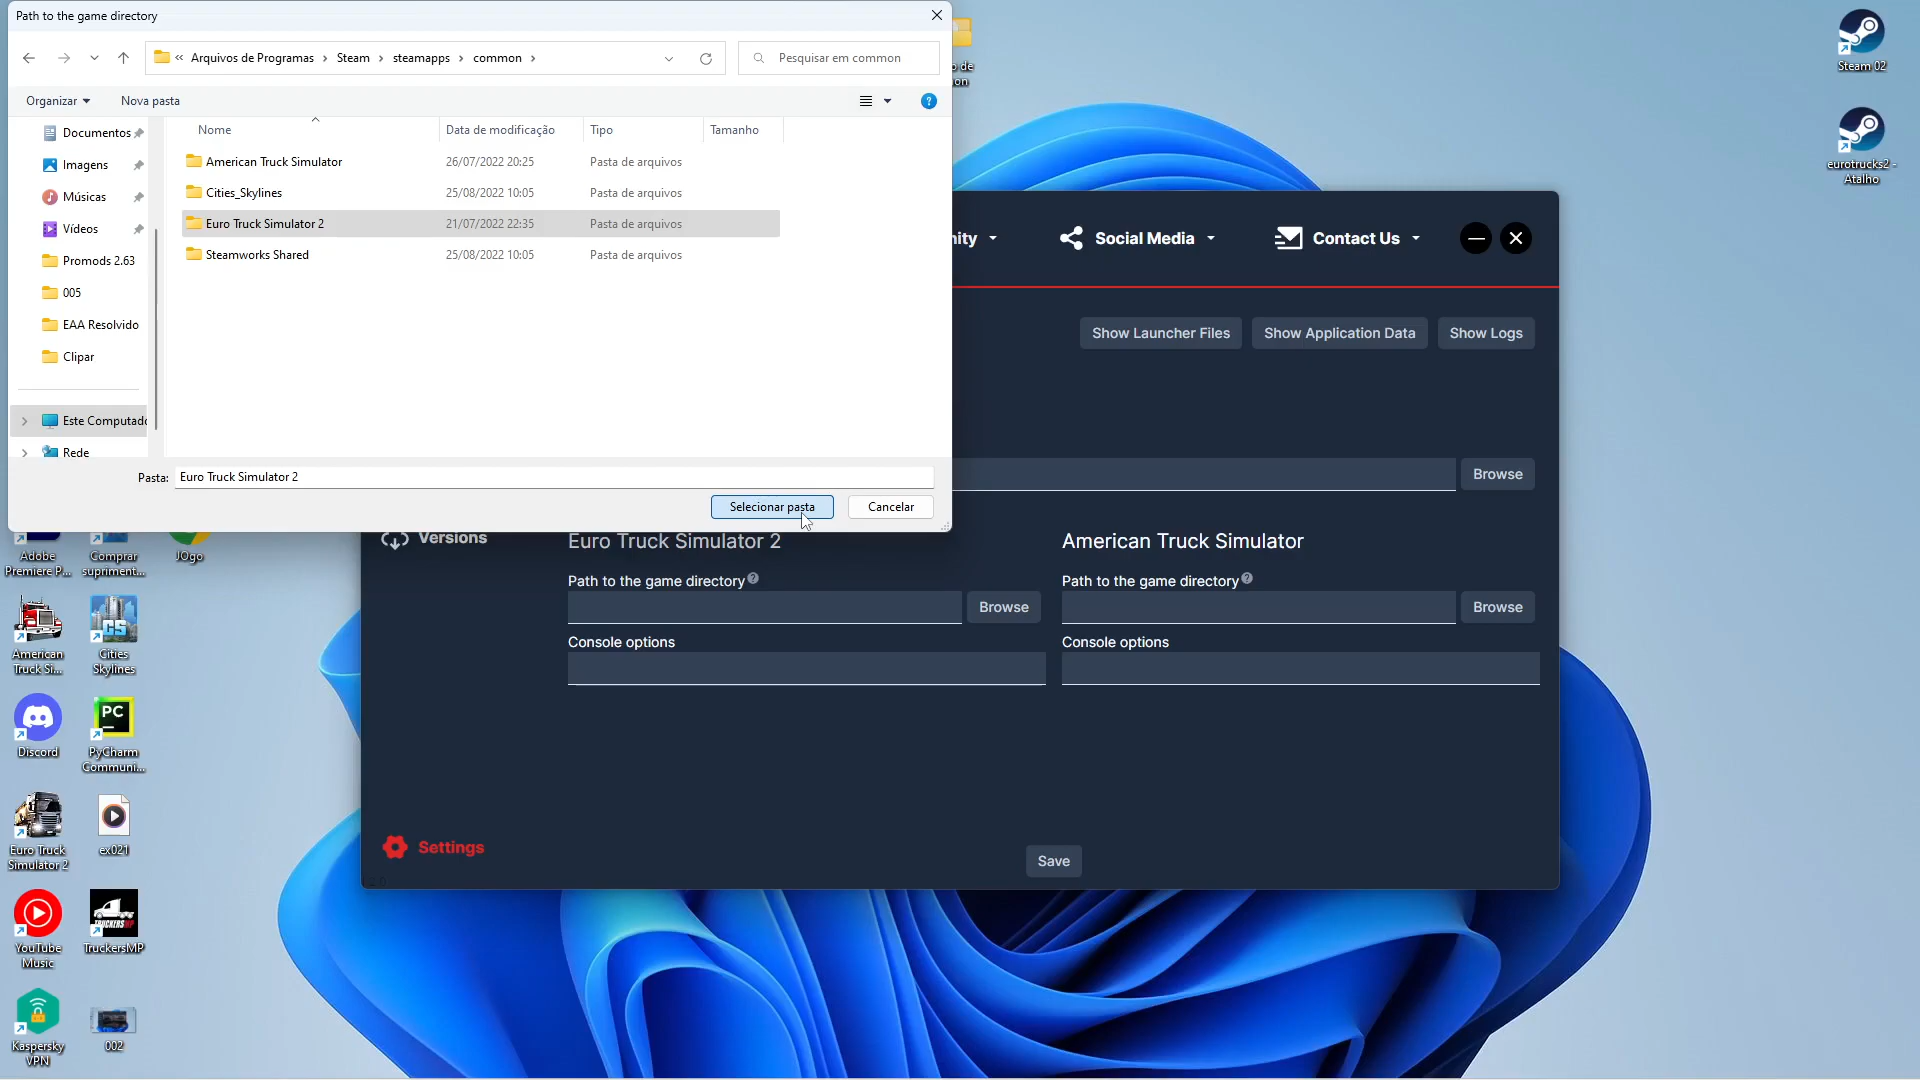 Path to the game directory
« Arquivos de Programas › Steam › steamapps › common ›
Pesquisar em common
Organizar
Nova pasta
Nome
Data de modificação
Tipo
Tamanho
American Truck Simulator 26/07/2022 20:25 Pasta de arquivos
Cities_Skylines 25/08/2022 10:05 Pasta de arquivos
Euro Truck Simulator 2 21/07/2022 22:35 Pasta de arquivos
Steamworks Shared 25/08/2022 10:05 Pasta de arquivos
Documentos
Imagens
Músicas
Vídeos
Promods 2.63
005
EAA Resolvido
Clipar
Este Computado
Rede
Pasta: Euro Truck Simulator 2
Selecionar pasta
Cancelar
Social Media
Contact Us
Show Launcher Files
Show Application Data
Show Logs
Browse
Versions
Euro Truck Simulator 2
American Truck Simulator
Path to the game directory
Path to the game directory
Browse
Browse
Console options
Console options
Settings
Save
Steam 02
eurotrucks2 -
Atalho
Adobe
Premiere P...
Comprar
supriment...
JOgo
American
Truck Si...
Cities
Skylines
Discord
PC
PyCharm
Communi...
Euro Truck
Simulator 2
ex021
YouTube
Music
TRUCKERSMP
TruckersMP
Kaspersky
VPN
002